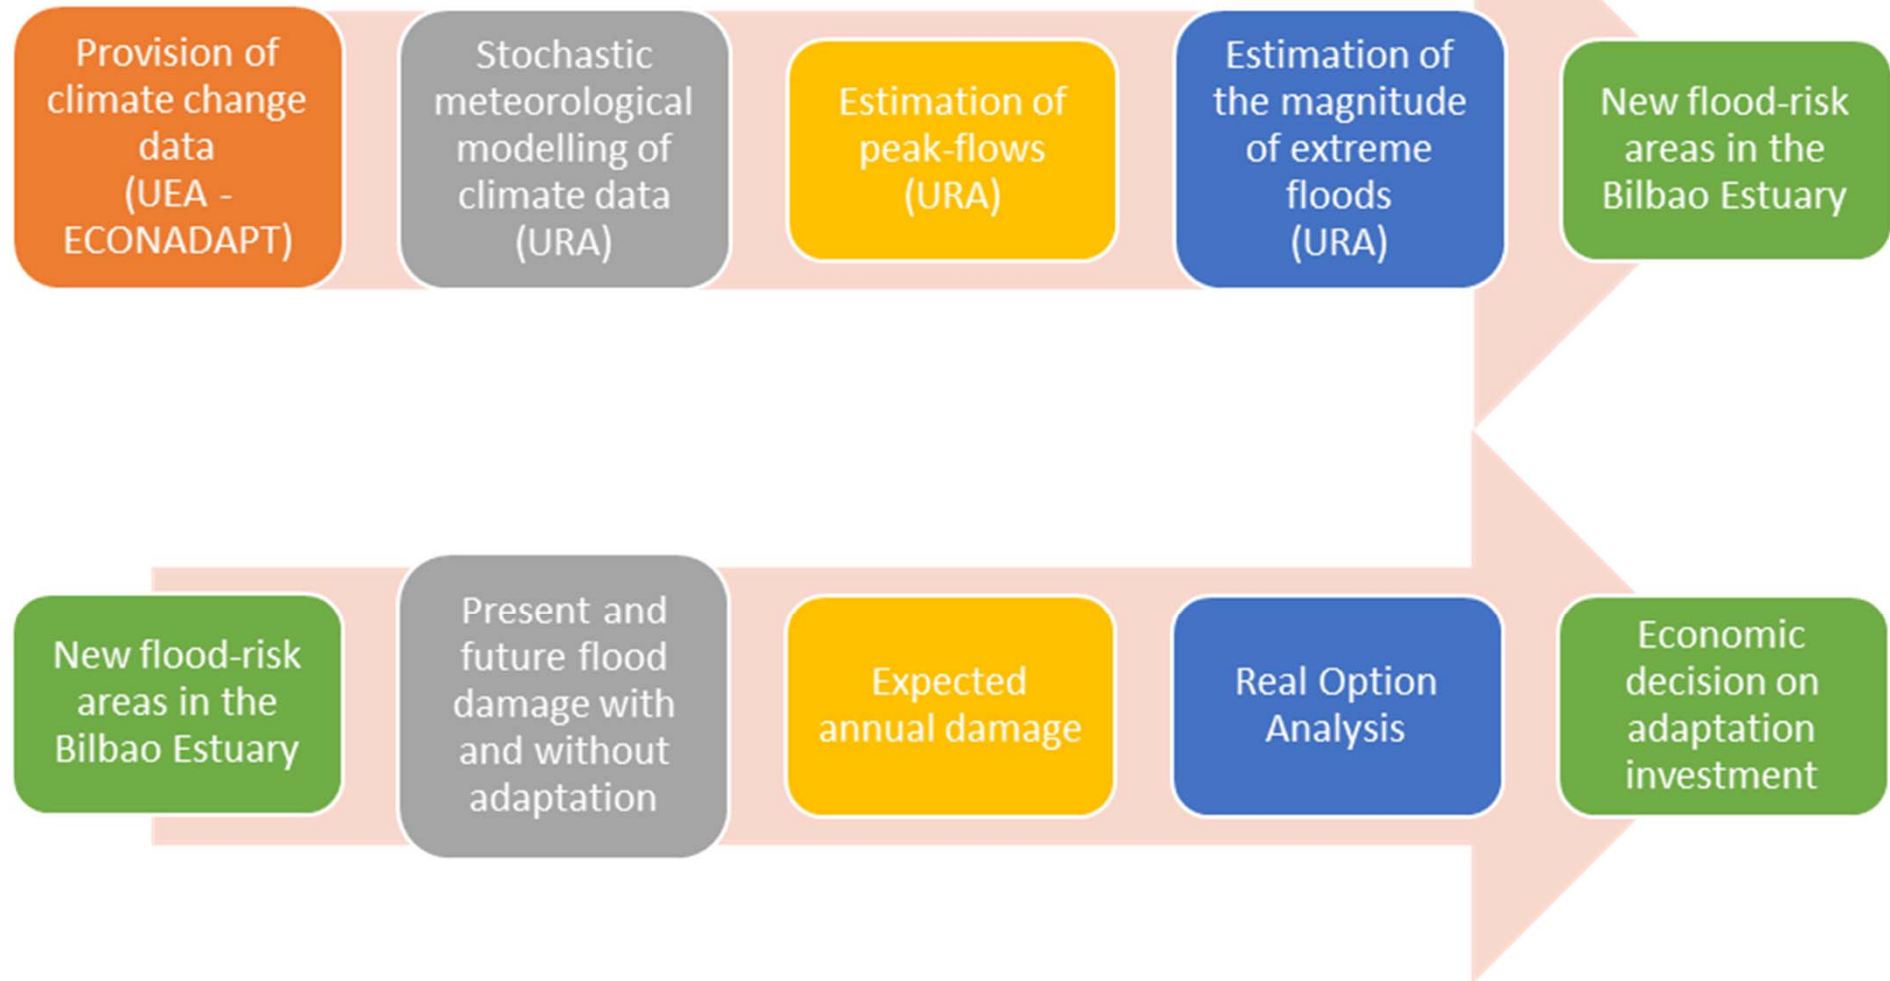 Provision of
climate change
data
(UEA -
ECONADAPT)
Stochastic
meteorological
modelling of
climate data
(URA)
Estimation of
peak-flows
(URA)
Estimation of
the magnitude
of extreme
floods
(URA)
New flood-risk
areas in the
Bilbao Estuary
New flood-risk
areas in the
Bilbao Estuary
Present and
future flood
damage with
and without
adaptation
Expected
annual damage
Real Option
Analysis
Economic
decision on
adaptation
investment